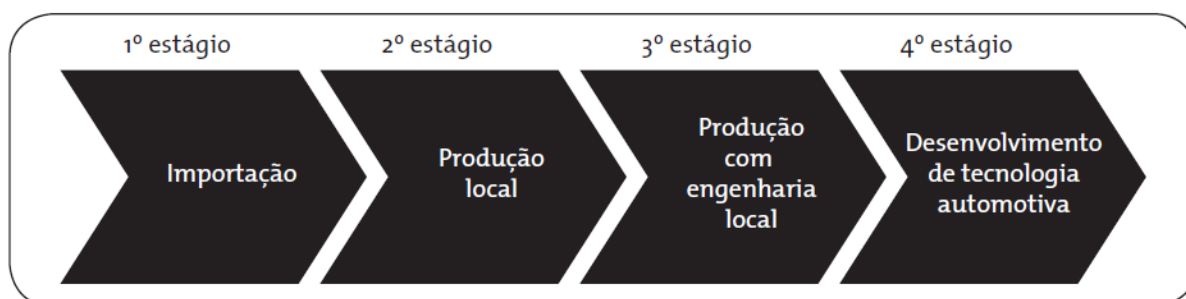 1º estágio
2º estágio
3º estágio
4º estágio
Importação
Produção
local
Produção
com
engenharia
local
Desenvolvimento
de tecnologia
automotiva